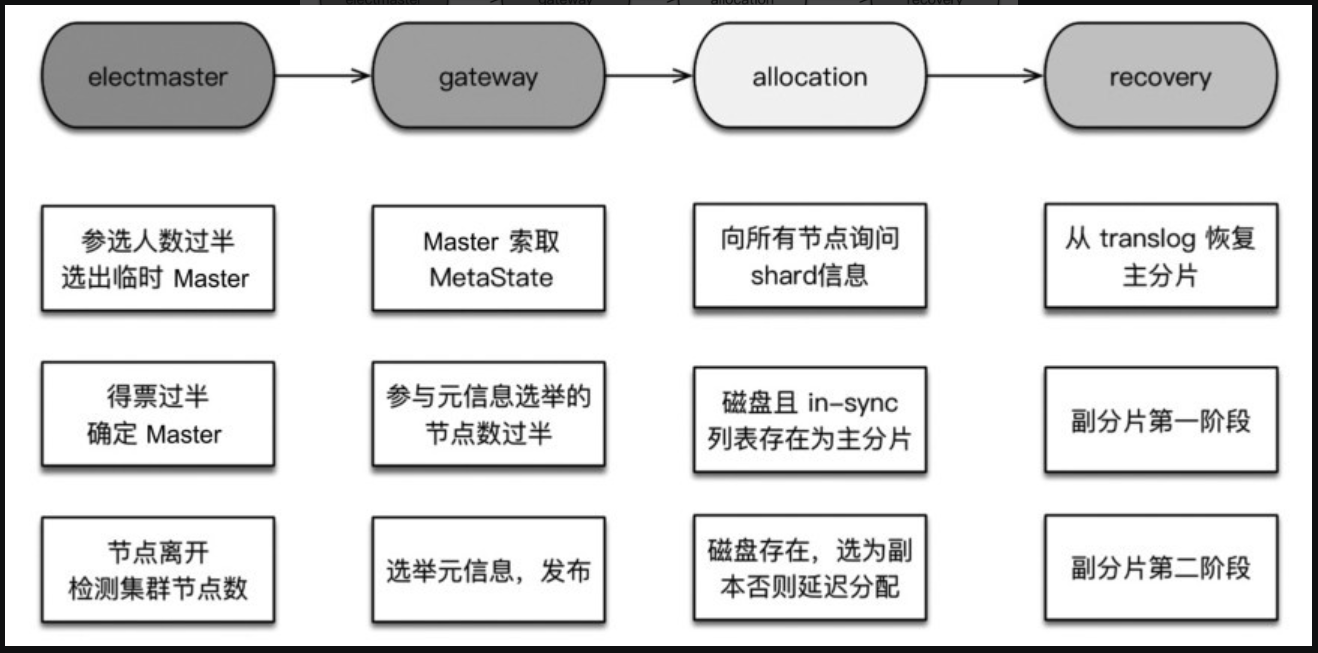 electmaster
gateway
allocation
recovery
electmaster
gateway
allocation
recovery
参选人数过半
选出临时 Master
Master 索取
MetaState
向所有节点询问
shard信息
从 translog 恢复
主分片
得票过半
确定 Master
参与元信息选举的
节点数过半
磁盘且 in-sync
列表存在为主分片
副分片第一阶段
节点离开
检测集群节点数
选举元信息，发布
磁盘存在，选为副
本否则延迟分配
副分片第二阶段